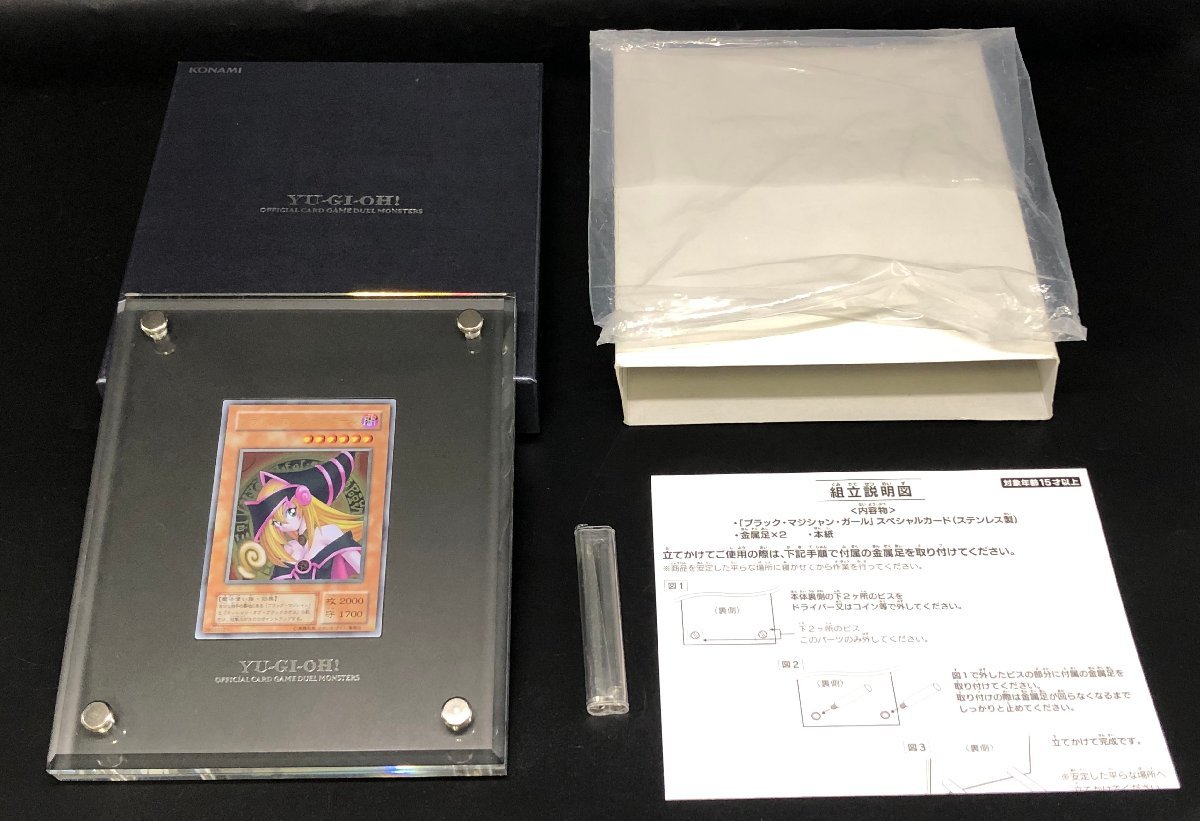 KONAMI
YU-GI-OH!
OFFICIAL CARD GAME DUEL MONSTERS
攻 2000
守 1700
YU-GI-OH!
OFFICIAL CARD GAME DUEL MONSTERS
組立説明図
対象年齢15才以上
<内容物>
・「ブラック・マジシャン・ガール」スペシャルカード(ステンレス製)
・金属足×2 ・本紙
立てかけてご使用の際は、下記手順で付属の金属足を取り付けてください。
※商品を安定した平らな場所に寝かせてから作業を行ってください。
図1
(裏側)
本体裏側の下2ヶ所のビスを
ドライバー又はコイン等で外してください。
下2ヶ所のビス
このパーツのみ外してください。
図2
(裏側)
図1で外したビスの部分に付属の金属足を
取り付けてください。
取り付けの際は金属足が回らなくなるまで
しっかりと止めてください。
図3
(裏側)
立てかけて完成です。
※安定した平らな場所へ
立てかけてください